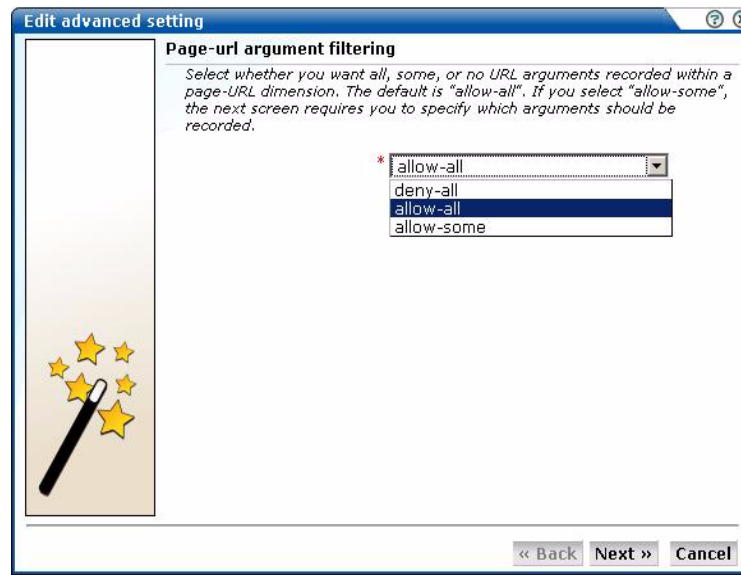 Edit advanced setting
Page-url argument filtering
Select whether you want all, some, or no URL arguments recorded within a
page-URL dimension. The default is "allow-all". If you select "allow-some",
the next screen requires you to specify which arguments should be
recorded.
* allow-all
deny-all
allow-all
allow-some
« Back Next » Cancel